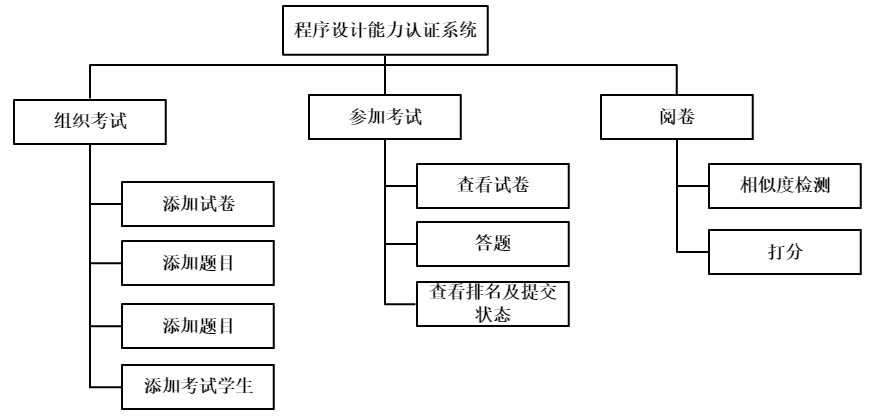 程序设计能力认证系统
组织考试
参加考试
阅卷
添加试卷
添加题目
添加题目
添加考试学生
查看试卷
答题
查看排名及提交
状态
相似度检测
打分